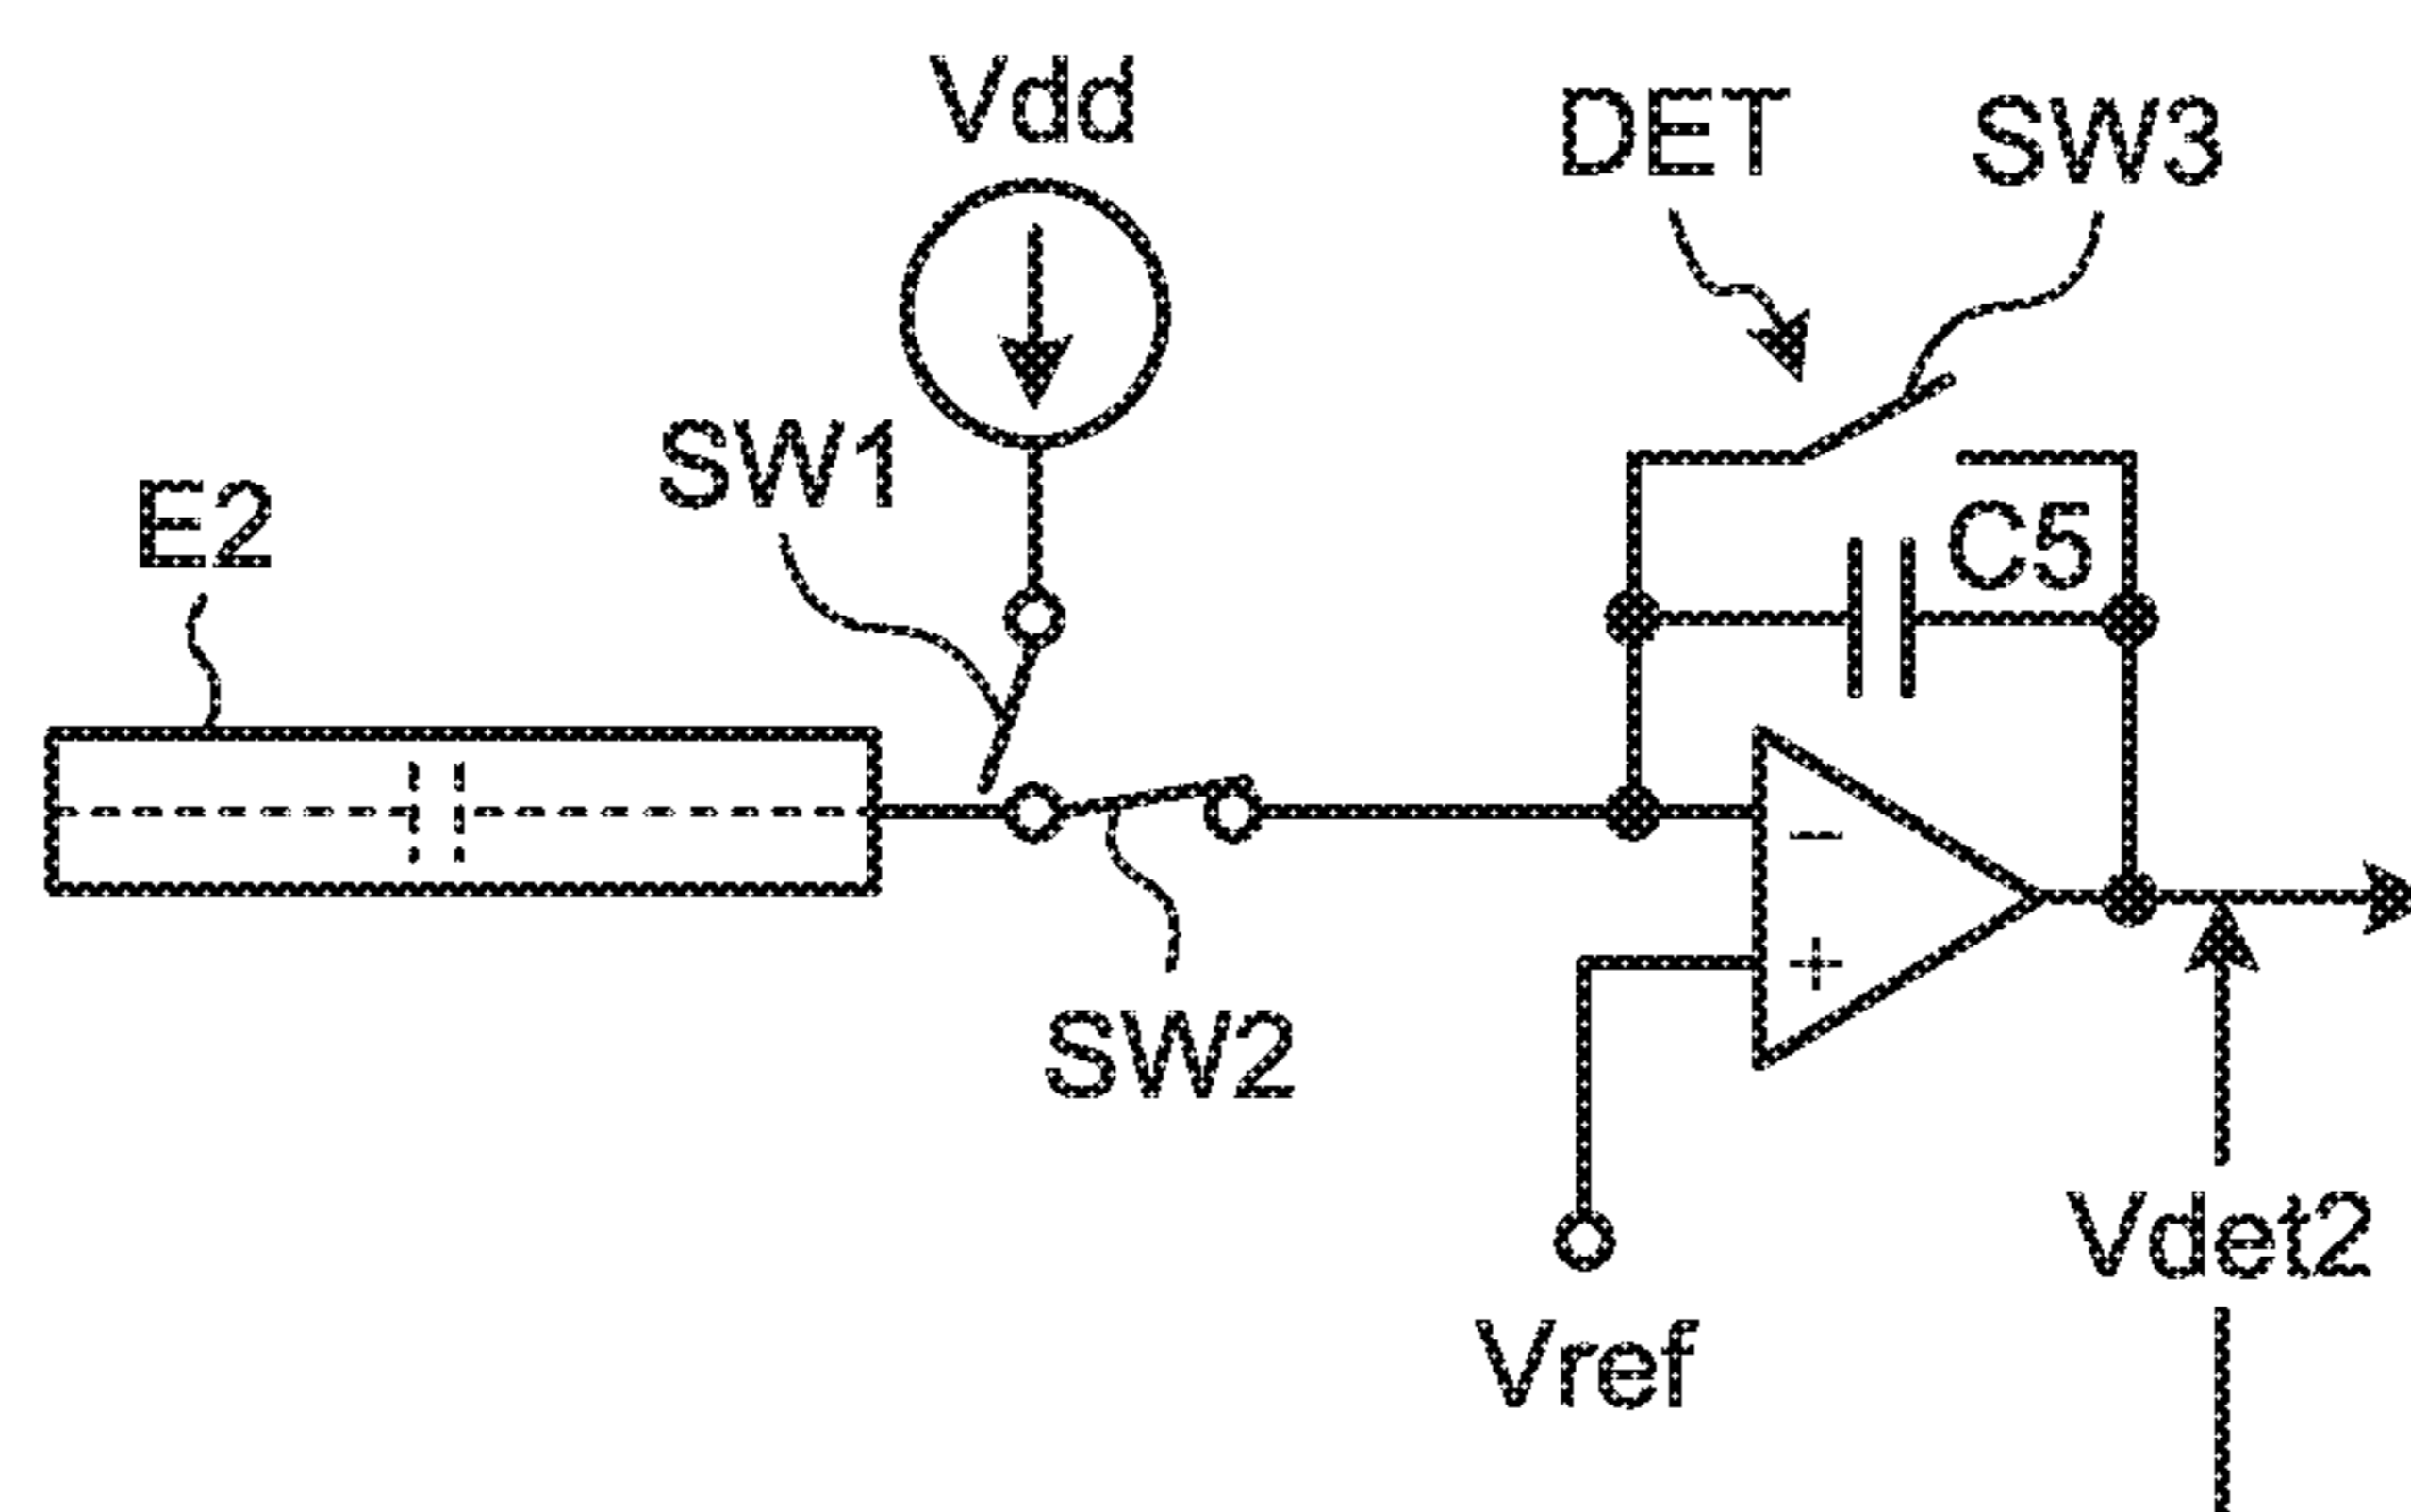 Vdd
DET
SW3
SW1
E2
C5
−
+
SW2
Vdet2
Vref